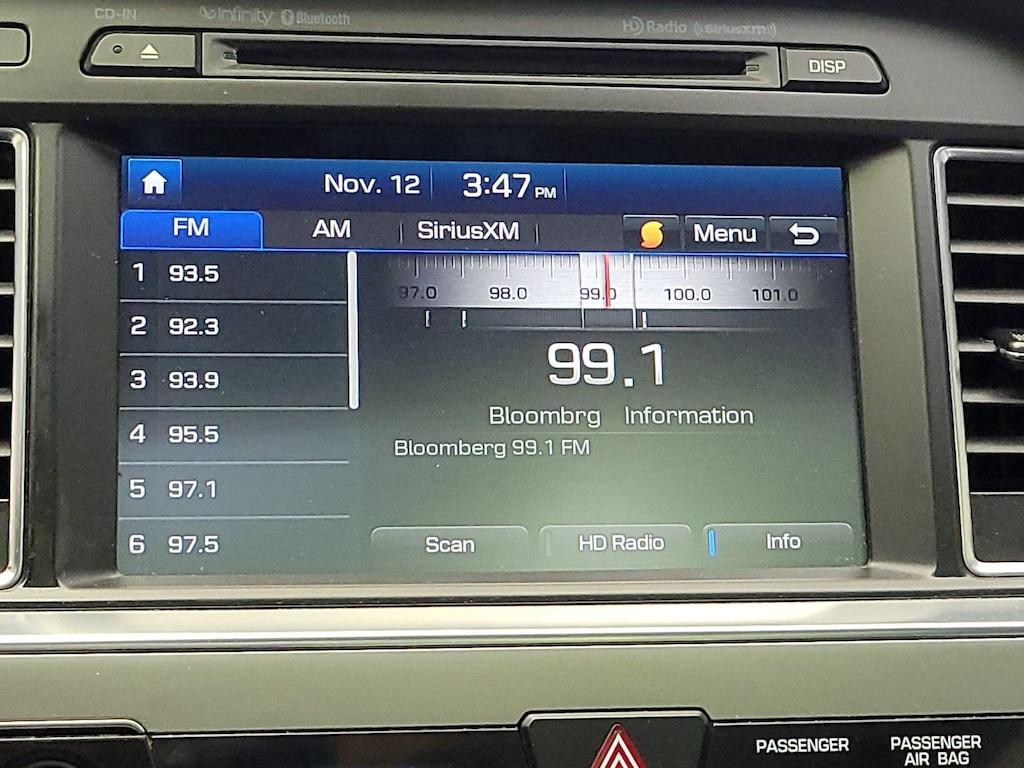 CD-IN
Infinity Bluetooth
HD Radio ((SiriusXM))
DISP
Nov. 12 3:47 PM
FM AM SiriusXM Menu
1 93.5
2 92.3
3 93.9
4 95.5
5 97.1
6 97.5
97.0 98.0 99.0 100.0 101.0
99.1
Bloombrg Information
Bloomberg 99.1 FM
Scan HD Radio Info
PASSENGER
PASSENGER
AIR BAG